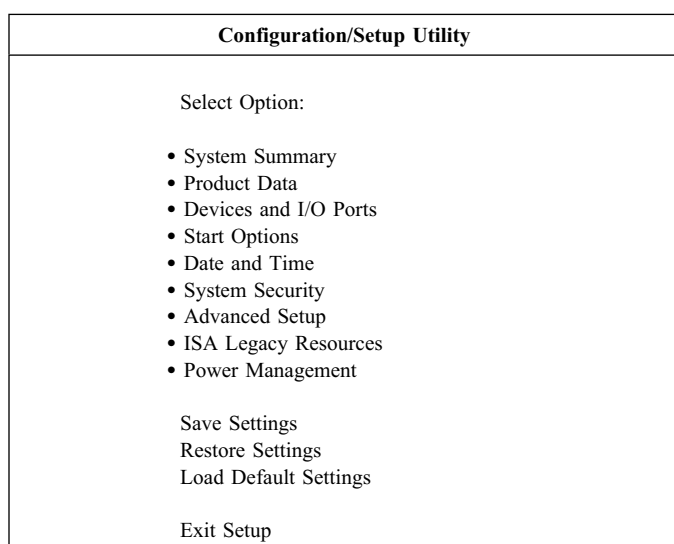 Configuration/Setup Utility
Select Option:
• System Summary
• Product Data
• Devices and I/O Ports
• Start Options
• Date and Time
• System Security
• Advanced Setup
• ISA Legacy Resources
• Power Management
Save Settings
Restore Settings
Load Default Settings
Exit Setup